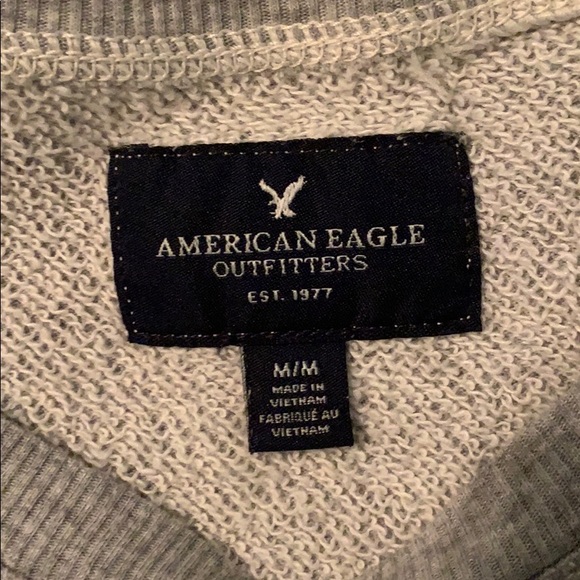 AMERICAN EAGLE
OUTFITTERS
EST. 1977
M/M
MADE IN
VIETNAM
FABRIQUÉ AU
VIETNAM